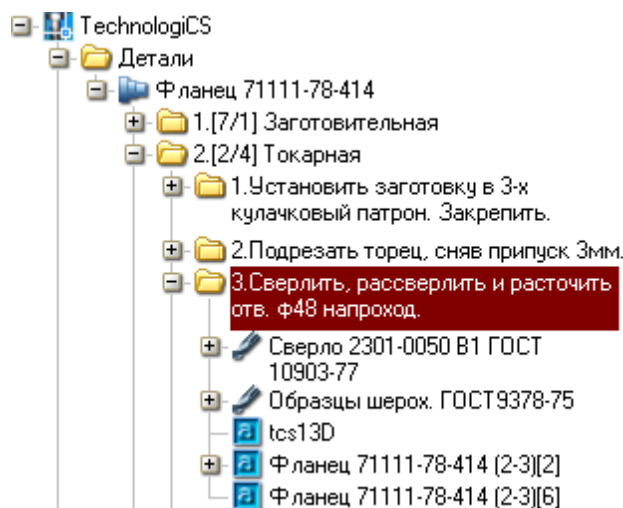 TechnologiCS
Детали
Фланец 71111-78-414
1.[7/1] Заготовительная
2.[2/4] Токарная
1.Установить заготовку в 3-х
кулачковый патрон. Закрепить.
2.Подрезать торец, сняв припуск 3мм.
3.Сверлить, рассверлить и расточить
отв. ф48 напроход.
Сверло 2301-0050 В1 ГОСТ
10903-77
Образцы шерох. ГОСТ9378-75
tcs13D
Фланец 71111-78-414 (2-3)[2]
Фланец 71111-78-414 (2-3)[6]